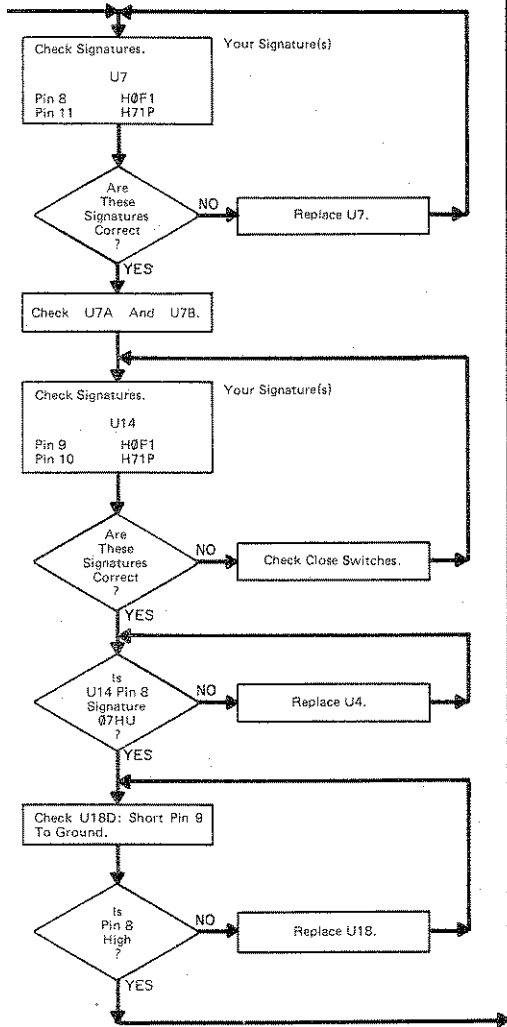 Check Signatures.
Your Signature(s)
U7
Pin 8 HØF1
Pin 11 H71P
Are
These
Signatures
Correct
?
NO
Replace U7.
YES
Check U7A And U7B.
Check Signatures.
Your Signature(s)
U14
Pin 9 HØF1
Pin 10 H71P
Are
These
Signatures
Correct
?
NO
Check Close Switches.
YES
Is
U14 Pin 8
Signature
Ø7HU
?
NO
Replace U4.
YES
Check U18D: Short Pin 9
To Ground.
Is
Pin 8
High
?
NO
Replace U18.
YES